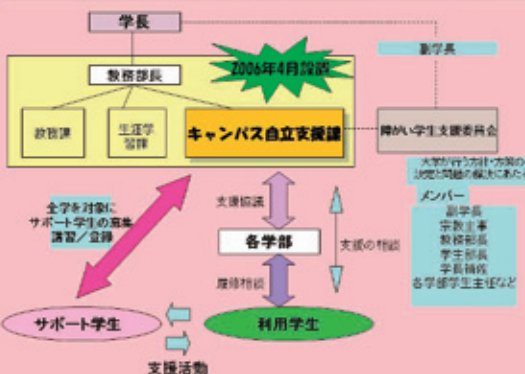 学長
副学長
2006年4月設置
教務部長
教務課
生涯学
習課
キャンパス自立支援課
障がい学生支援委員会
大学が行う方針・方策の
決定と問題の解決にあたる
メンバー
副学長
宗教主事
教務部長
学生部長
学長補佐
各学部学生主任など
全学を対象に
サポート学生の募集
講習/登録
支援協議
各学部
支援の相談
履修相談
サポート学生
利用学生
支援活動